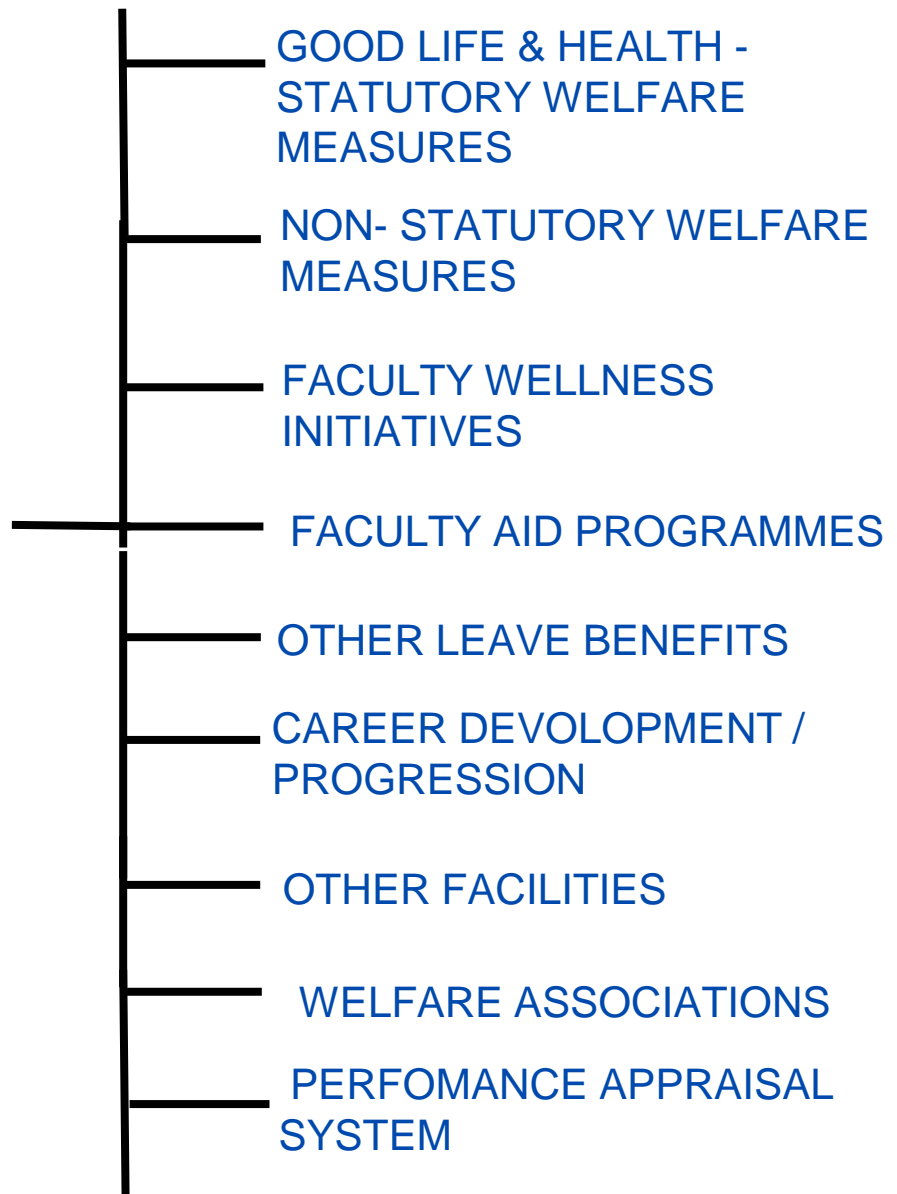 GOOD LIFE & HEALTH -
STATUTORY WELFARE
MEASURES
NON- STATUTORY WELFARE
MEASURES
FACULTY WELLNESS
INITIATIVES
FACULTY AID PROGRAMMES
OTHER LEAVE BENEFITS
CAREER DEVOLOPMENT /
PROGRESSION
OTHER FACILITIES
WELFARE ASSOCIATIONS
PERFOMANCE APPRAISAL
SYSTEM